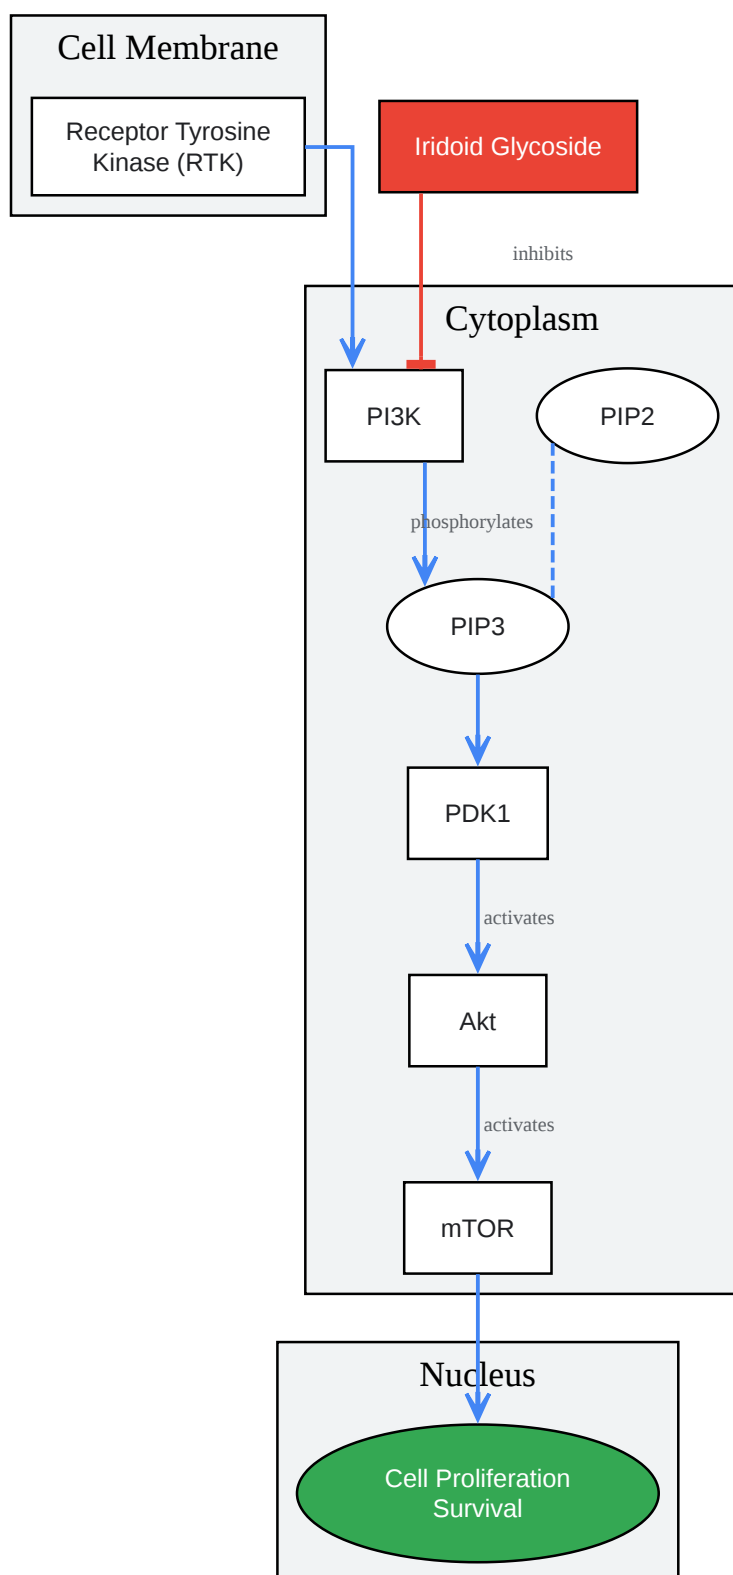 Cell Membrane
Receptor Tyrosine
Kinase (RTK)
Iridoid Glycoside
inhibits
Cytoplasm
PI3K
PIP2
phosphorylates
PIP3
PDK1
activates
Akt
activates
mTOR
Nucleus
Cell Proliferation
Survival